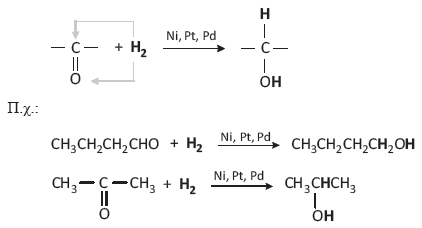 H
Ni, Pt, Pd
— C — + H₂ — C —
O OH
Π.χ.:
CH₃CH₂CH₂CHO + H₂ Ni, Pt, Pd CH₃CH₂CH₂CH₂OH
CH₃ — C — CH₃ + H₂ Ni, Pt, Pd CH₃CHCH₃
O OH